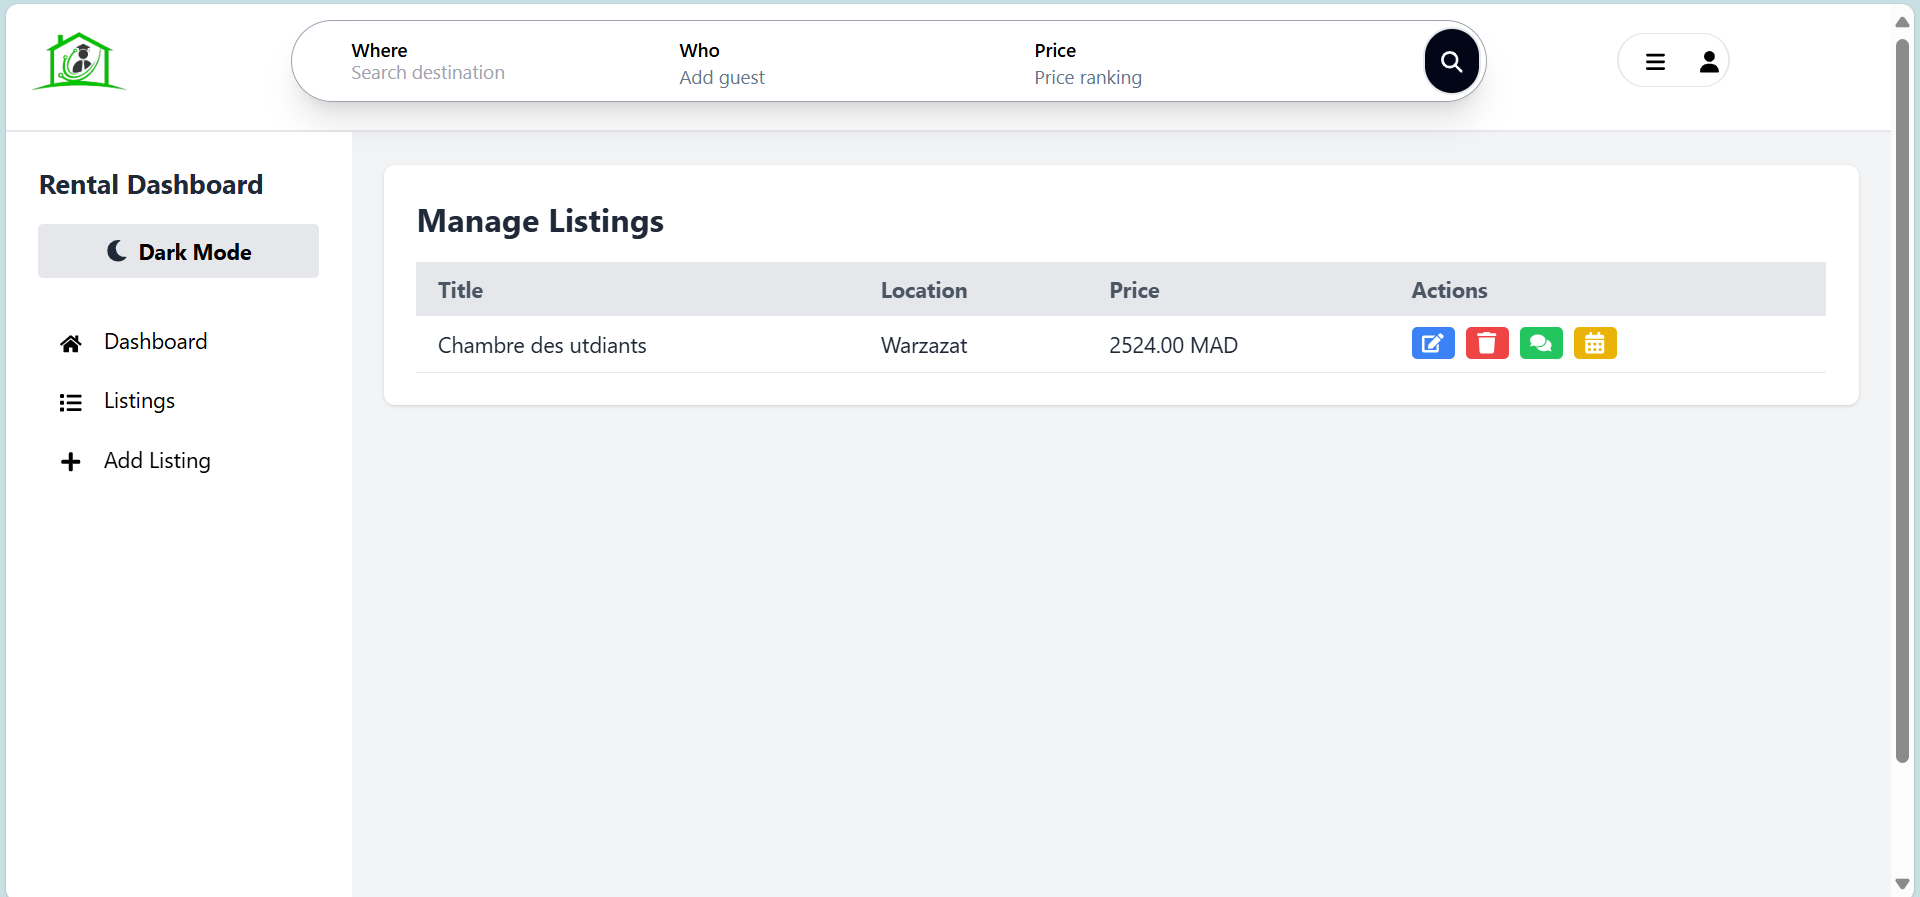 Where
Search destination
Who
Add guest
Price
Price ranking
Rental Dashboard
Dark Mode
Dashboard
Listings
Add Listing
Manage Listings
Title Location Price Actions
Chambre des utdiants Warzazat 2524.00 MAD